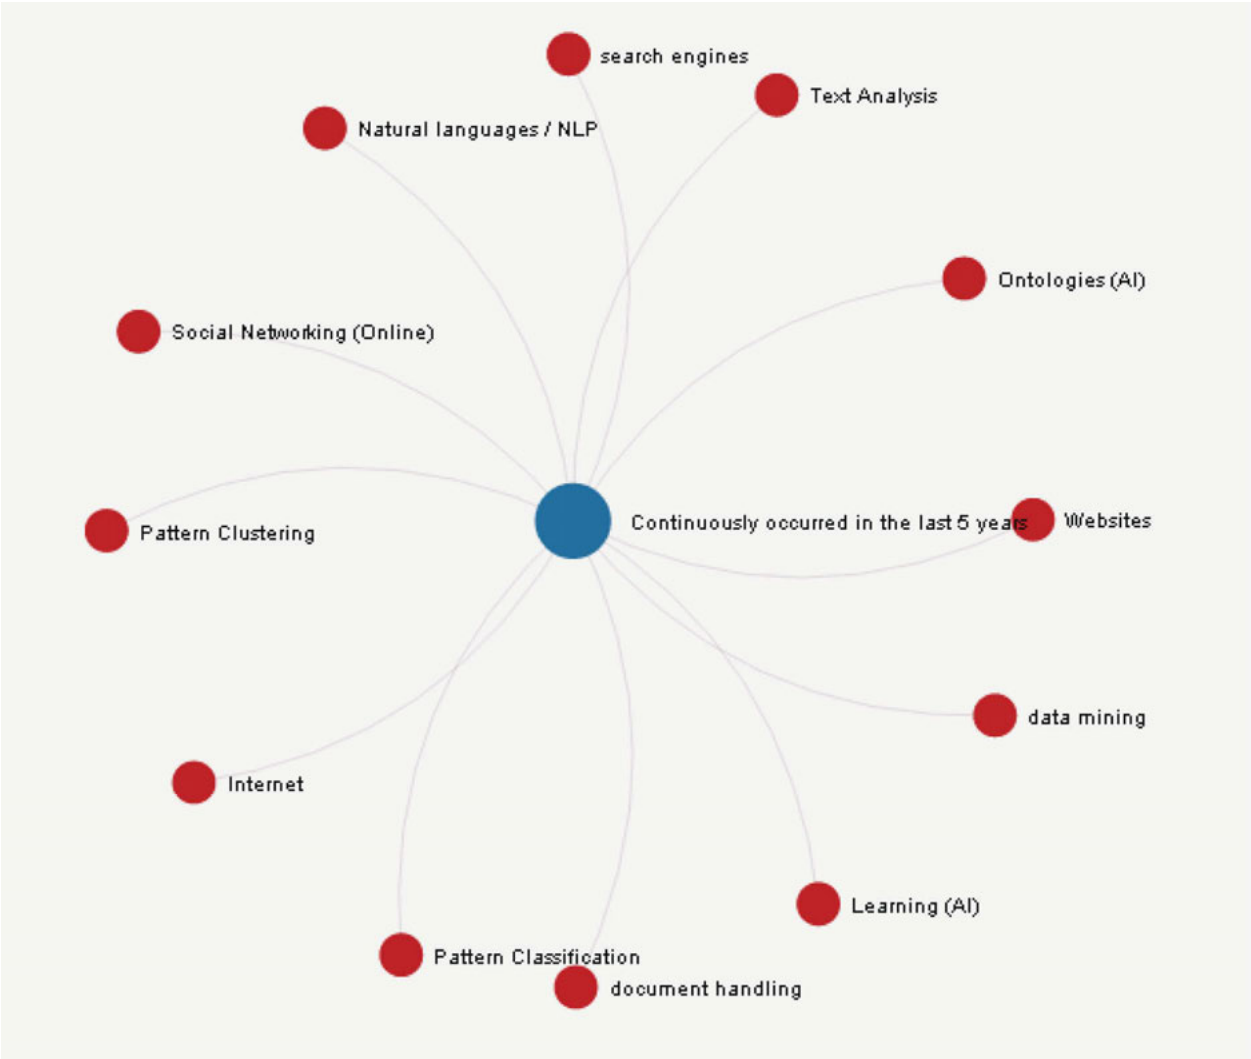 search engines
Text Analysis
Natural languages / NLP
Ontologies (AI)
Social Networking (Online)
Continuously occurred in the last 5 years
Websites
Pattern Clustering
data mining
Internet
Learning (AI)
Pattern Classification
document handling